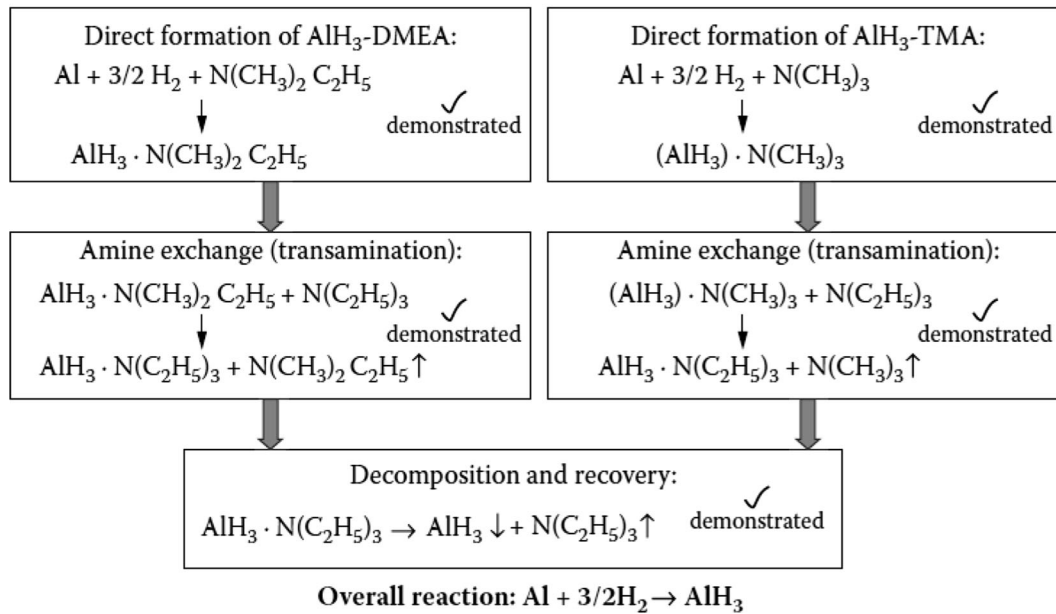 Direct formation of AlH₃-DMEA:
Al + 3/2 H₂ + N(CH₃)₂ C₂H₅
✓
demonstrated
↓
AlH₃ · N(CH₃)₂ C₂H₅
Direct formation of AlH₃-TMA:
Al + 3/2 H₂ + N(CH₃)₃
✓
demonstrated
↓
(AlH₃) · N(CH₃)₃
Amine exchange (transamination):
AlH₃ · N(CH₃)₂ C₂H₅ + N(C₂H₅)₃
✓
demonstrated
↓
AlH₃ · N(C₂H₅)₃ + N(CH₃)₂ C₂H₅↑
Amine exchange (transamination):
(AlH₃) · N(CH₃)₃ + N(C₂H₅)₃
✓
demonstrated
↓
AlH₃ · N(C₂H₅)₃ + N(CH₃)₃↑
Decomposition and recovery:
AlH₃ · N(C₂H₅)₃ → AlH₃ ↓ + N(C₂H₅)₃↑
✓
demonstrated
Overall reaction: Al + 3/2H₂→ AlH₃